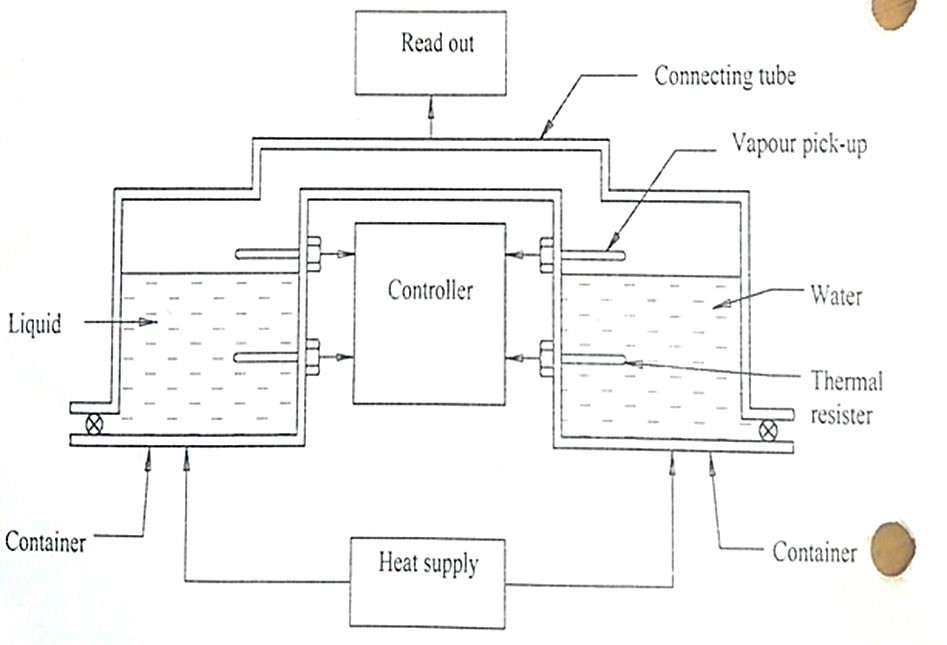 Read out
Connecting tube
Vapour pick-up
Controller
Water
Liquid
Thermal
resister
Container
Heat supply
Container